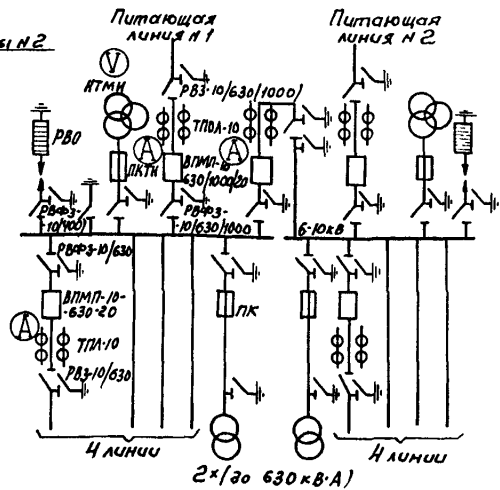 ы N2
Питающая
линия N1
Питающая
линия N2
V
НТМИ
РВЗ-10/630(1000)
РВО
ТПОЛ-10
А
А
ПКТН
ВПМП-10-
630/1000/20
РВФЗ-
-10/400)
РВФЗ-
-10/630/1000
6-10кВ
РВФЗ-10/630
ВПМП-10-
-630-20
ПК
А
ТПЛ-10
РВЗ-10/630
4 линии
4 линии
2×(до 630 кВ·А)